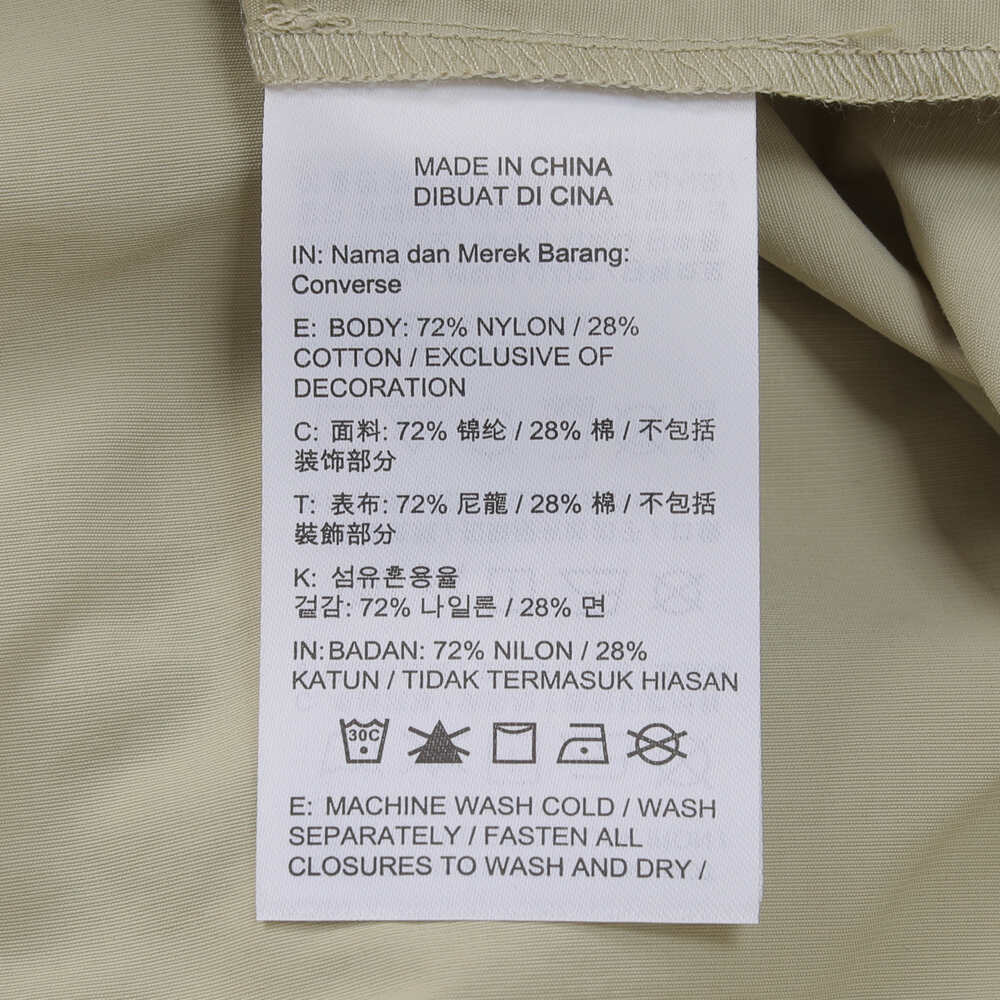 MADE IN CHINA
DIBUAT DI CINA
IN: Nama dan Merek Barang:
Converse
E: BODY: 72% NYLON / 28%
COTTON / EXCLUSIVE OF
DECORATION
C: 面料: 72% 锦纶 / 28% 棉 / 不包括
装饰部分
T: 表布: 72% 尼龍 / 28% 棉 / 不包括
裝飾部分
K: 섬유혼용율
겉감: 72% 나일론 / 28% 면
IN: BADAN: 72% NILON / 28%
KATUN / TIDAK TERMASUK HIASAN
30C
E: MACHINE WASH COLD / WASH
SEPARATELY / FASTEN ALL
CLOSURES TO WASH AND DRY /